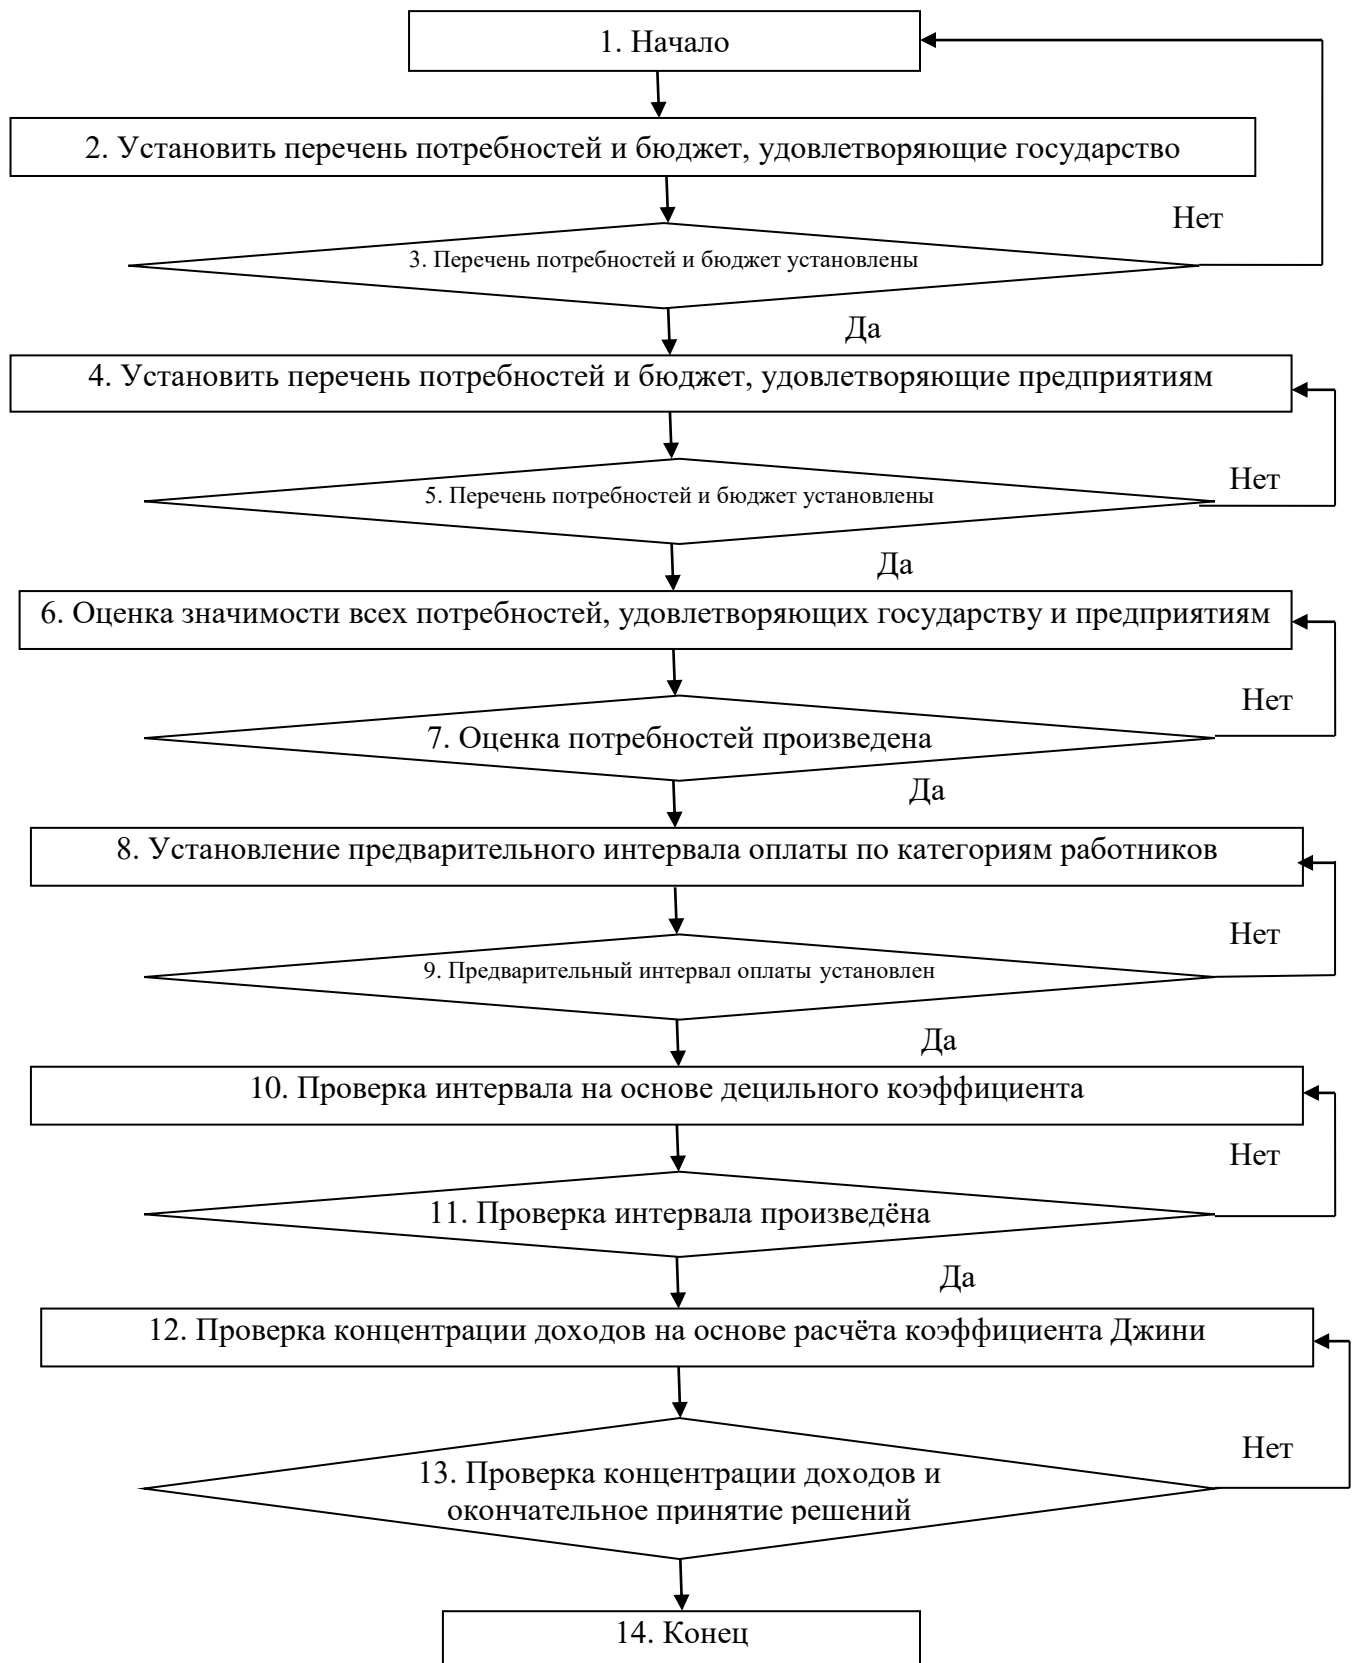 1. Начало
2. Установить перечень потребностей и бюджет, удовлетворяющие государство
Нет
3. Перечень потребностей и бюджет установлены
Да
4. Установить перечень потребностей и бюджет, удовлетворяющие предприятиям
Нет
5. Перечень потребностей и бюджет установлены
Да
6. Оценка значимости всех потребностей, удовлетворяющих государству и предприятиям
Нет
7. Оценка потребностей произведена
Да
8. Установление предварительного интервала оплаты по категориям работников
Нет
9. Предварительный интервал оплаты установлен
Да
10. Проверка интервала на основе децильного коэффициента
Нет
11. Проверка интервала произведёна
Да
12. Проверка концентрации доходов на основе расчёта коэффициента Джини
Нет
13. Проверка концентрации доходов и
окончательное принятие решений
14. Конец